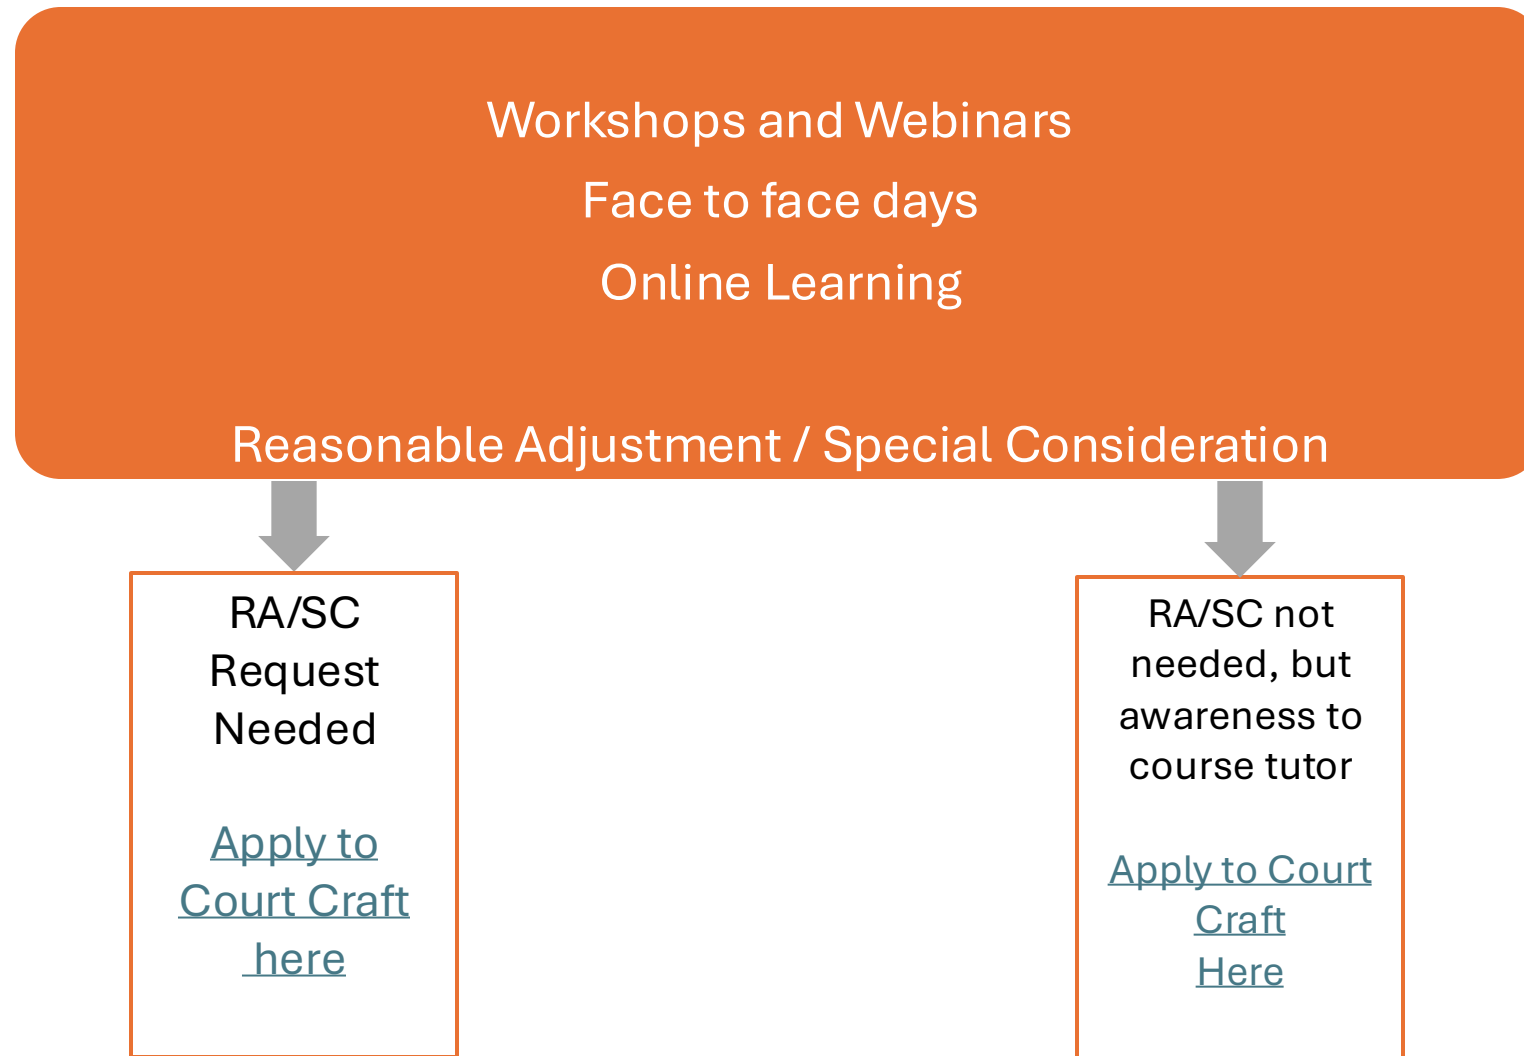 Workshops and Webinars
Face to face days
Online Learning
Reasonable Adjustment / Special Consideration
RA/SC
Request
Needed
Apply to
Court Craft
here
RA/SC not
needed, but
awareness to
course tutor
Apply to Court
Craft
Here